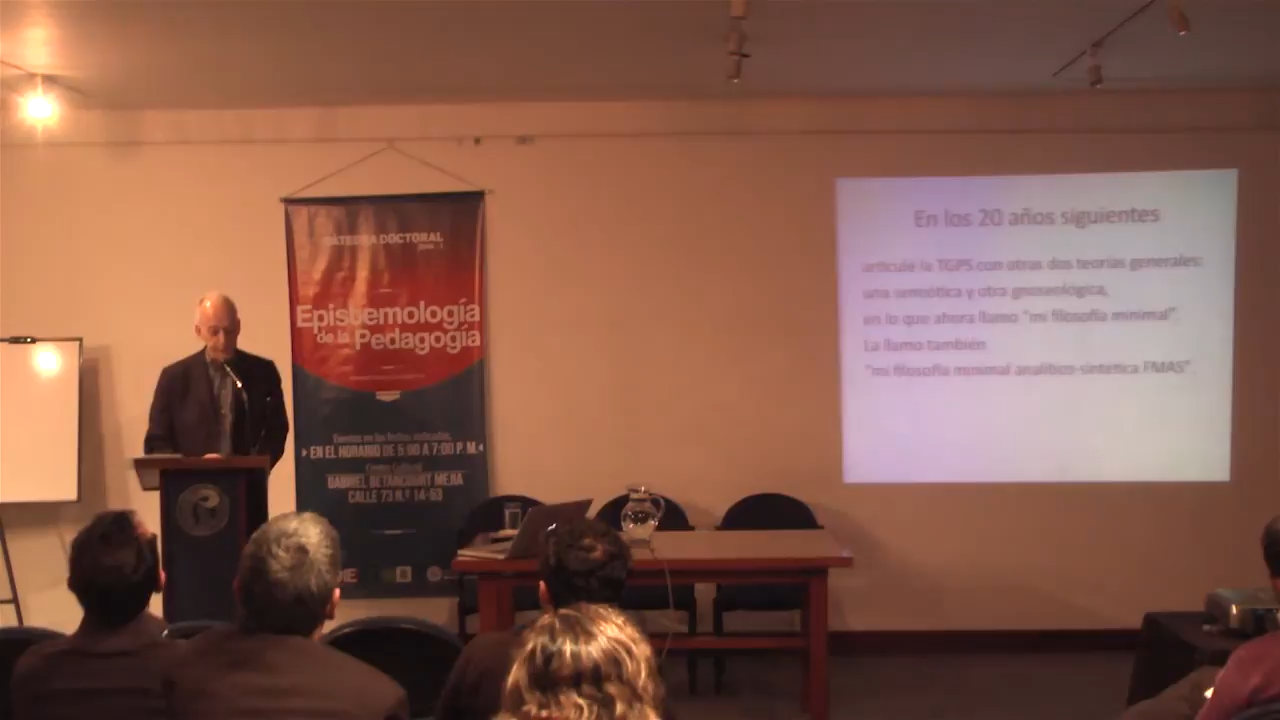 CÁTEDRA DOCTORAL
Epistemología
de la Pedagogía
EN EL HORARIO DE 5:00 A 7:00 P. M.
Centro Cultural
GABRIEL BETANCOURT MEJÍA
CALLE 73 N.º 14-53
En los 20 años siguientes
articulé la TGPS con otras dos teorías generales:
una semiótica y otra gnoseológica,
en lo que ahora llamo "mi filosofía minimal".
La llamo también
"mi filosofía minimal analítico-sintética FMAS".